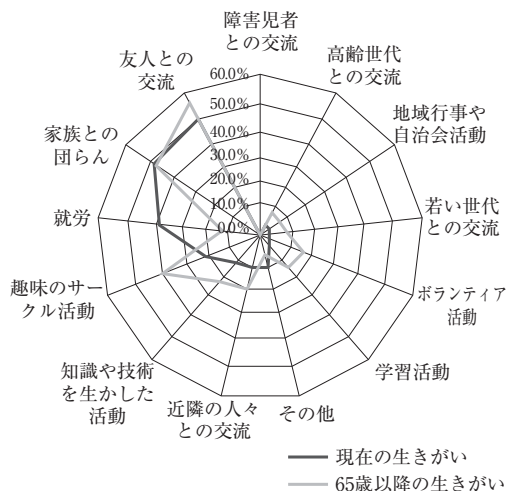 障害児者
との交流
高齢世代
との交流
地域行事や
自治会活動
若い世代
との交流
ボランティア
活動
学習活動
その他
近隣の人々
との交流
知識や技術
を生かした
活動
趣味のサー
クル活動
就労
家族との
団らん
友人との
交流
60.0%
50.0%
40.0%
30.0%
20.0%
10.0%
0.0%
現在の生きがい
65歳以降の生きがい